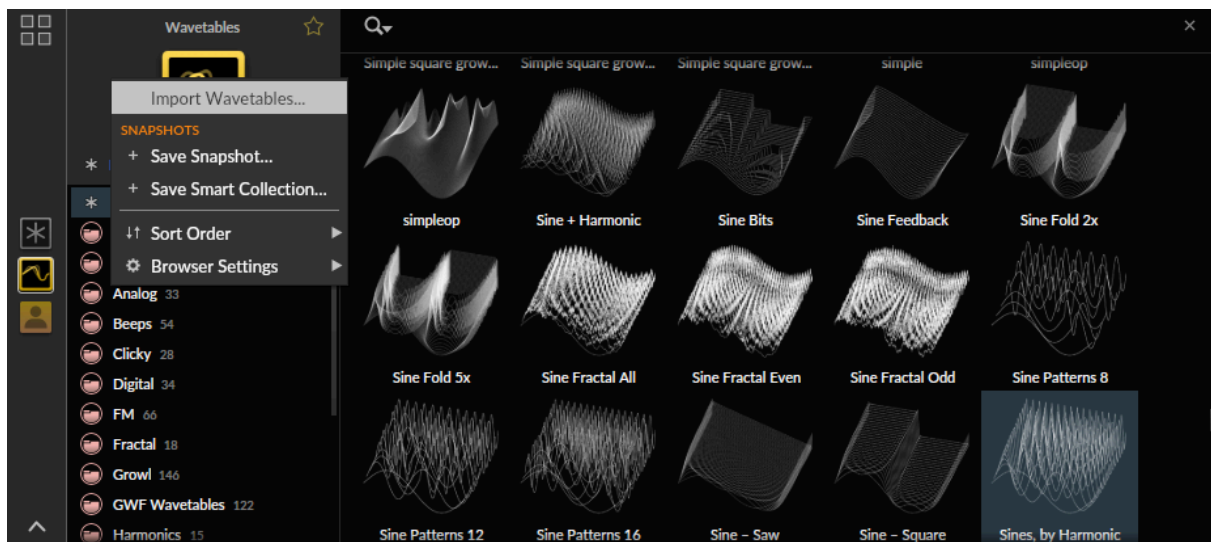 Wavetables
Import Wavetables...
SNAPSHOTS
+ Save Snapshot...
+ Save Smart Collection...
Sort Order
Browser Settings
Analog 33
Beeps 54
Clicky 28
Digital 34
FM 66
Fractal 18
Growl 146
GWF Wavetables 122
Harmonics 15
Simple square grow... Simple square grow... Simple square grow... simple simpleop
simpleop Sine + Harmonic Sine Bits Sine Feedback Sine Fold 2x
Sine Fold 5x Sine Fractal All Sine Fractal Even Sine Fractal Odd Sine Patterns 8
Sine Patterns 12 Sine Patterns 16 Sine – Saw Sine – Square Sines, by Harmonic